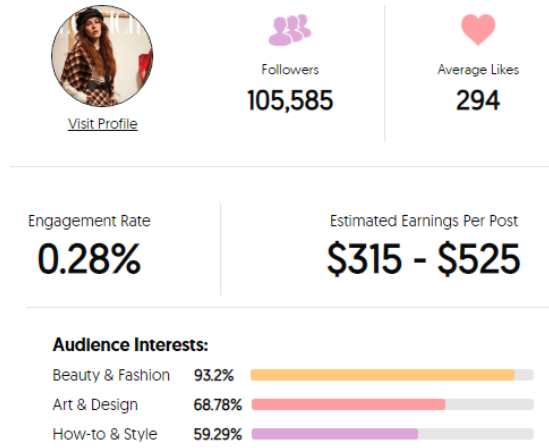 Visit Profile
Followers
105,585
Average Likes
294
Engagement Rate
0.28%
Estimated Earnings Per Post
$315 - $525
Audience Interests:
Beauty & Fashion 93.2%
Art & Design 68.78%
How-to & Style 59.29%